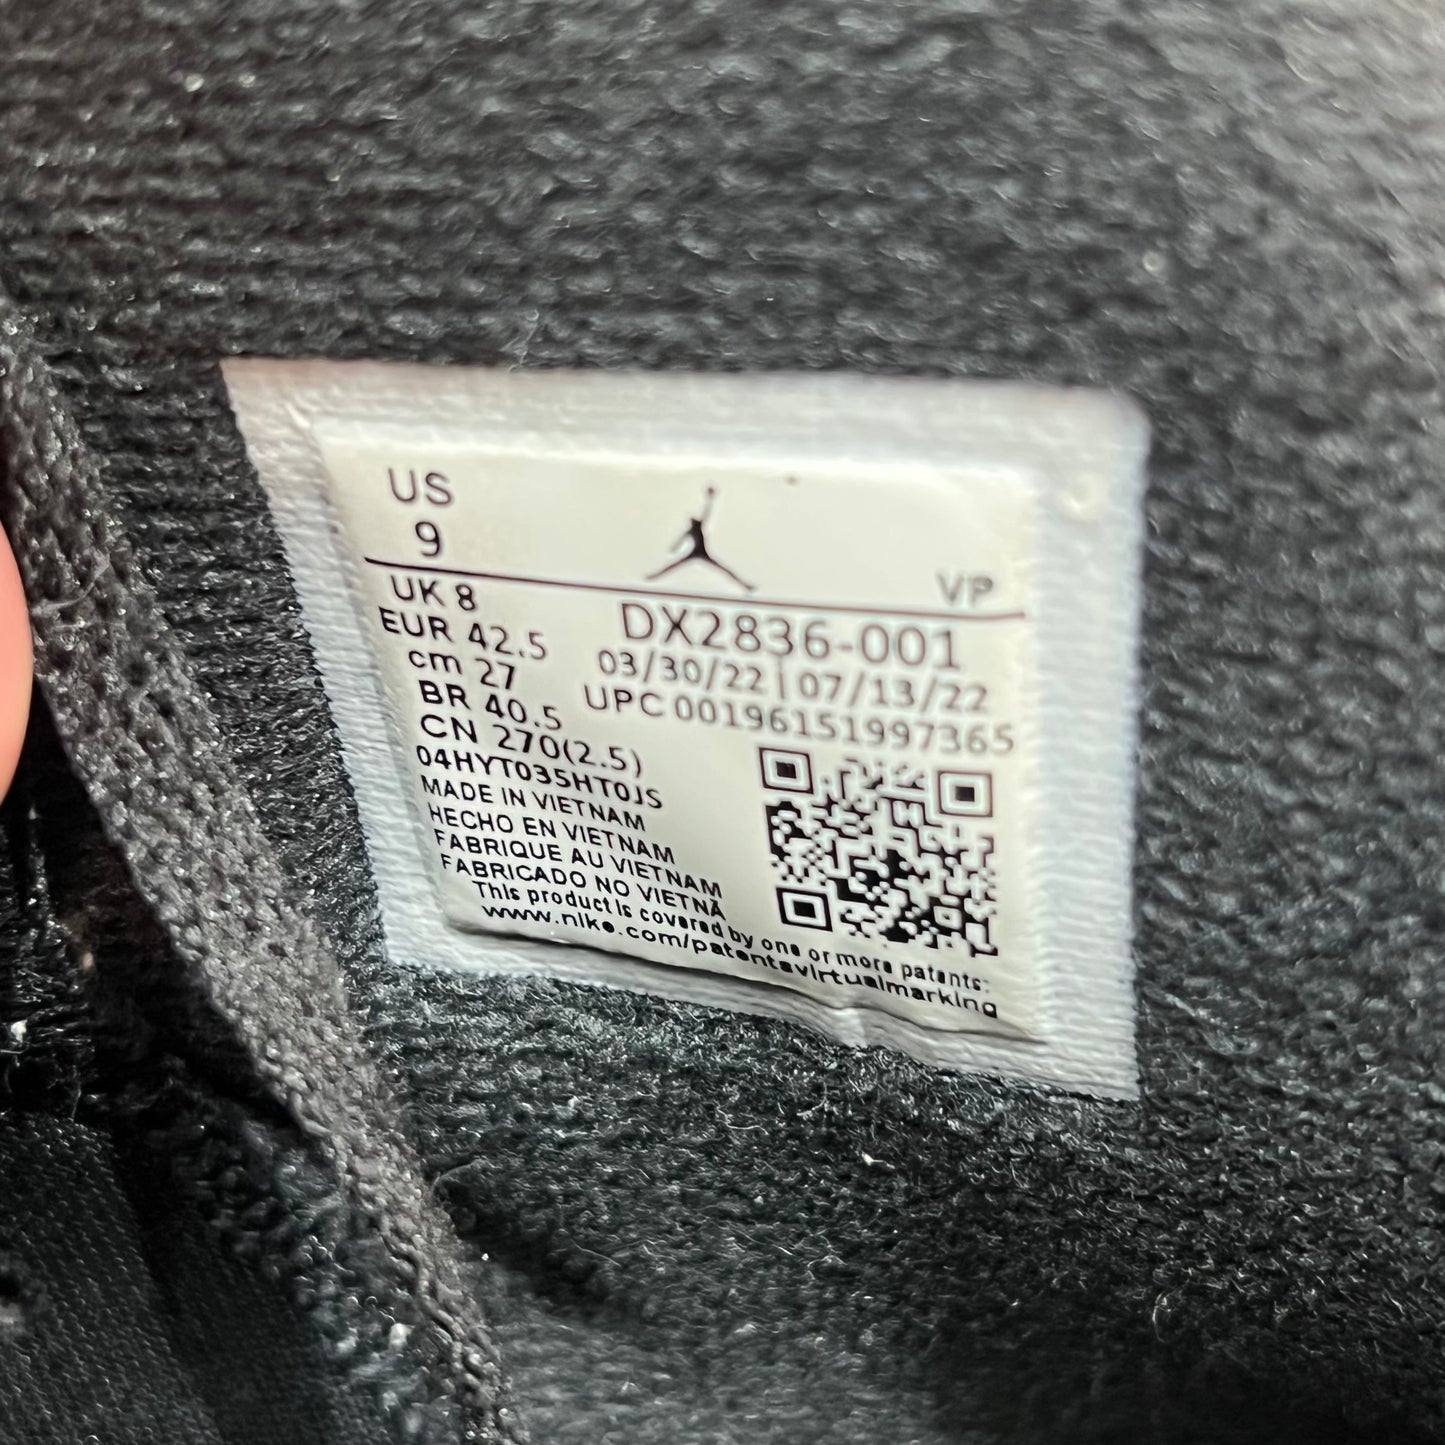 US
9
VP
UK 8
EUR 42.5
cm 27
BR 40.5
CN 270(2.5)
DX2836-001
03/30/22 | 07/13/22
UPC 00196151997365
04HYT035HT0JS
MADE IN VIETNAM
HECHO EN VIETNAM
FABRIQUE AU VIETNAM
FABRICADO NO VIETNÃ
This product is covered by one or more patents:
www.nike.com/patentsvirtualmarking